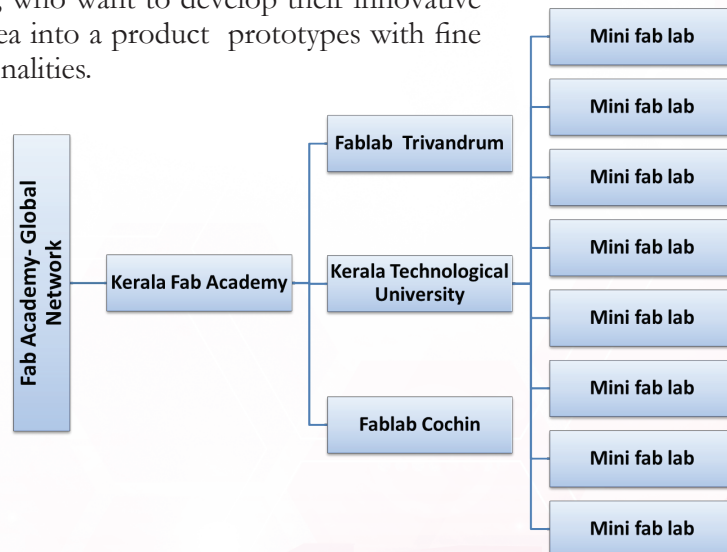 who want to develop their innovative
into a product prototypes with fine
Mini fab lab
Mini fab lab
Fablab Trivandrum
Mini fab lab
Fab Academy- Global
Network
Kerala Fab Academy
Kerala Technological
University
Mini fab lab
Mini fab lab
Mini fab lab
Fablab Cochin
Mini fab lab
Mini fab lab